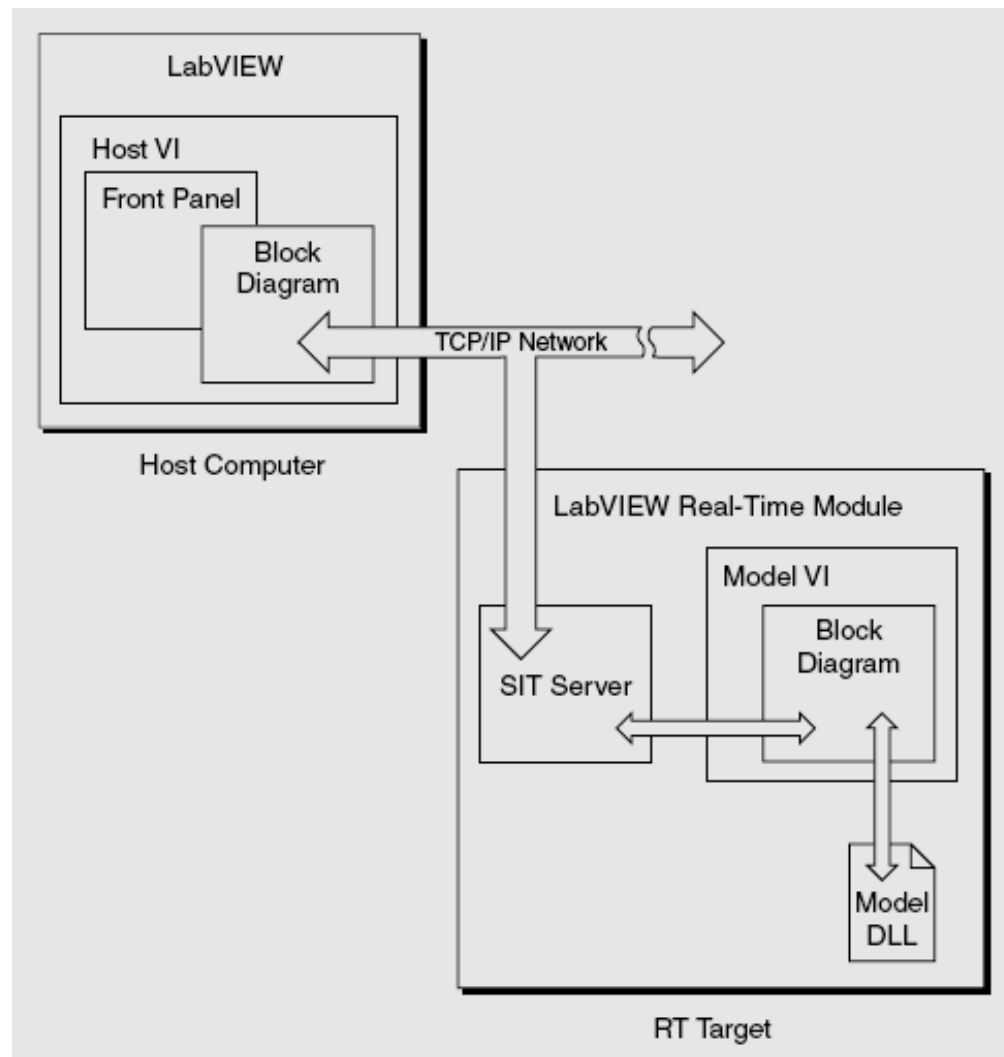 LabVIEW
Host VI
Front Panel
Block
Diagram
TCP/IP Network
Host Computer
LabVIEW Real-Time Module
Model VI
Block
Diagram
SIT Server
Model
DLL
RT Target